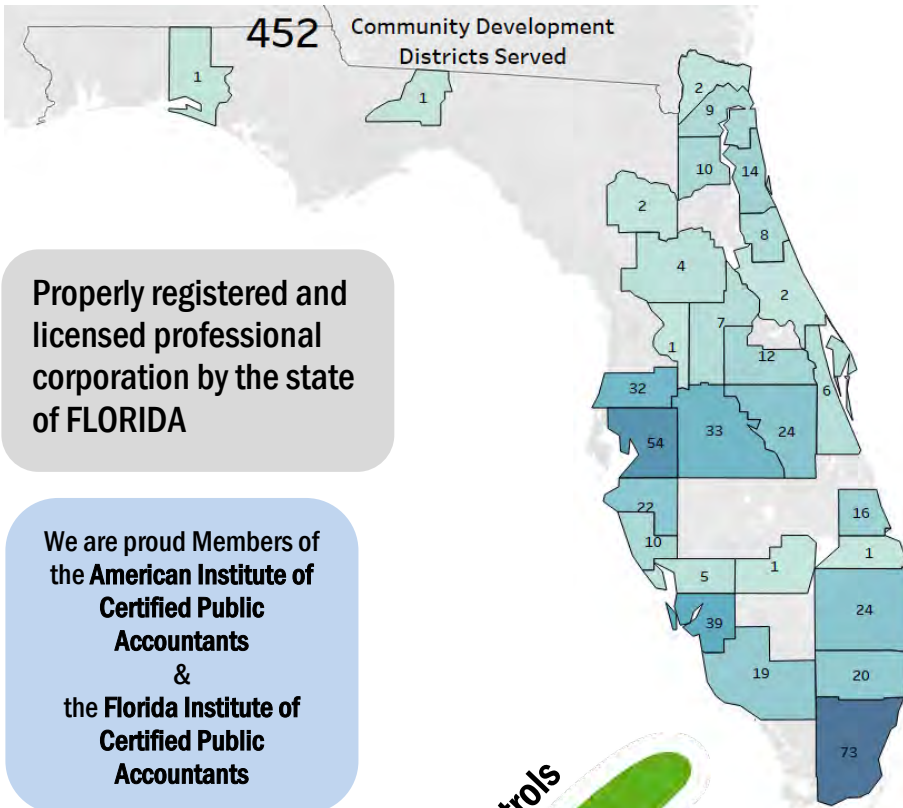 452 Community Development
Districts Served
1
1
2
9
10
14
2
8
4
2
7
1
12
32
6
33
24
54
22
16
10
1
1
5
24
39
19
20
73
Properly registered and
licensed professional
corporation by the state
of FLORIDA
We are proud Members of
the American Institute of
Certified Public
Accountants
&
the Florida Institute of
Certified Public
Accountants